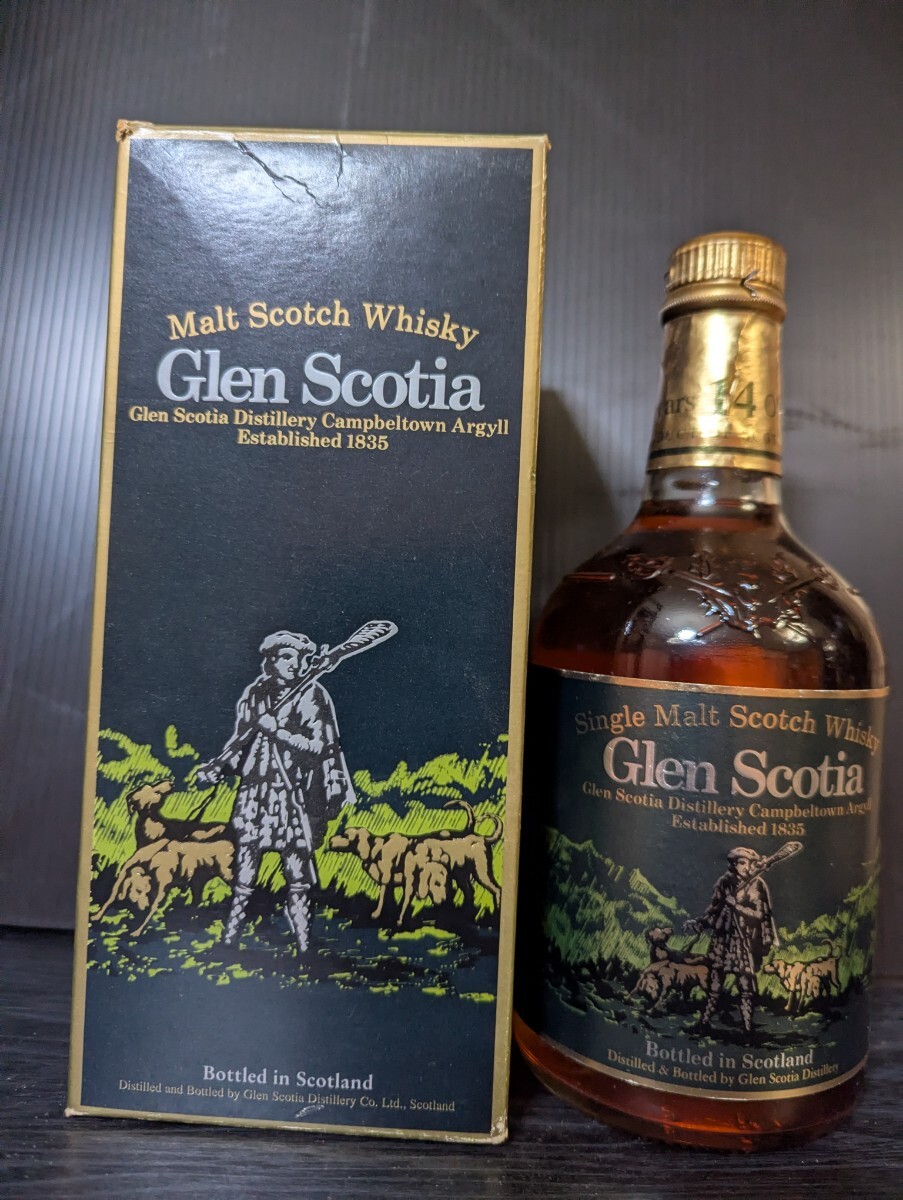 Malt Scotch Whisky
Glen Scotia
Glen Scotia Distillery Campbeltown Argyll
Established 1835
Bottled in Scotland
Distilled and Bottled by Glen Scotia Distillery Co. Ltd., Scotland
14
Single Malt Scotch Whisky
Glen Scotia
Glen Scotia Distillery Campbeltown Argyll
Established 1835
Bottled in Scotland
Distilled & Bottled by Glen Scotia Distillery